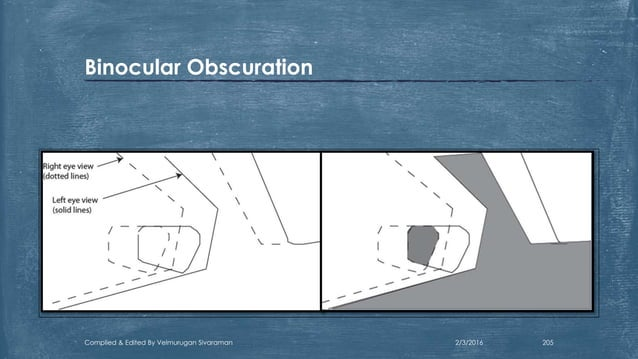 Binocular Obscuration
Right eye view
(dotted lines)
Left eye view
(solid lines)
Complied & Edited By Velmurugan Sivaraman
2/3/2016
205